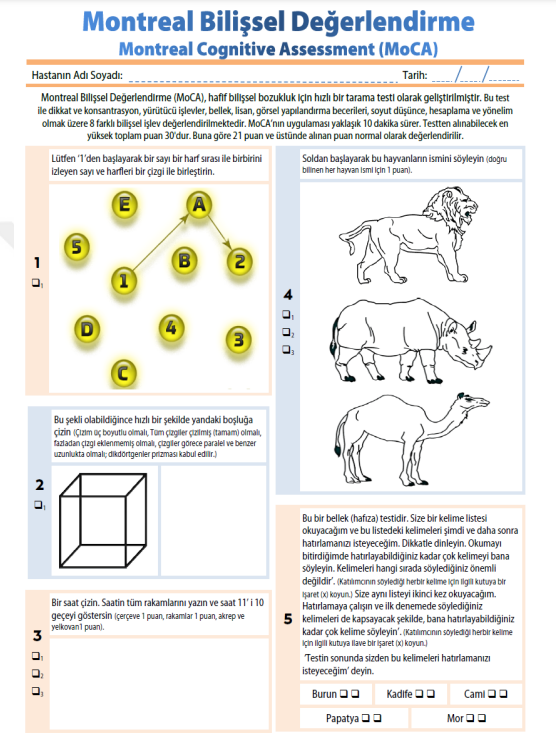 Montreal Bilişsel Değerlendirme
Montreal Cognitive Assessment (MoCA)
Hastanın Adı Soyadı: Tarih: / /
Montreal Bilişsel Değerlendirme (MoCA), hafif bilişsel bozukluk için hızlı bir tarama testi olarak geliştirilmiştir. Bu test
ile dikkat ve konsantrasyon, yürütücü işlevler, bellek, lisan, görsel yapılandırma becerileri, soyut düşünce, hesaplama ve yönelim
olmak üzere 8 farklı bilişsel işlev değerlendirilmektedir. MoCA'nın uygulaması yaklaşık 10 dakika sürer. Testten alınabilecek en
yüksek toplam puan 30'dur. Buna göre 21 puan ve üstünde alınan puan normal olarak değerlendirilir.
Lütfen '1'den başlayarak bir sayı bir harf sırası ile birbirini
izleyen sayı ve harfleri bir çizgi ile birleştirin.
E
A
5
B
2
1
D
4
3
C
1
1
Bu şekli olabildiğince hızlı bir şekilde yandaki boşluğa
çizin (Çizim üç boyutlu olmalı, Tüm çizgiler çizilmiş (tamam) olmalı,
fazladan çizgi eklenmemiş olmalı, çizgiler görece paralel ve benzer
uzunlukta olmalı; dikdörtgenler prizması kabul edilir.)
2
1
Bir saat çizin. Saatin tüm rakamlarını yazın ve saat 11' i 10
geçeyi göstersin (çerçeve 1 puan, rakamlar 1 puan, akrep ve
yelkovan1 puan).
3
1
2
3
Soldan başlayarak bu hayvanların ismini söyleyin (doğru
bilinen her hayvan ismi için 1 puan).
4
1
2
3
Bu bir bellek (hafıza) testidir. Size bir kelime listesi
okuyacağım ve bu listedeki kelimeleri şimdi ve daha sonra
hatırlamanızı isteyeceğim. Dikkatle dinleyin. Okumayı
bitirdiğimde hatırlayabildiğiniz kadar çok kelimeyi bana
söyleyin. Kelimeleri hangi sırada söylediğiniz önemli
değildir'. (Katılımcının söylediği herbir kelime için ilgili kutuya bir
işaret (x) koyun.) Size aynı listeyi ikinci kez okuyacağım.
Hatırlamaya çalışın ve ilk denemede söylediğiniz
kelimeleri de kapsayacak şekilde, bana hatırlayabildiğiniz
kadar çok kelime söyleyin'. (Katılımcının söylediği herbir kelime
için ilgili kutuya ilave bir işaret (x) koyun.)
'Testin sonunda sizden bu kelimeleri hatırlamanızı
isteyeceğim' deyin.
5
Burun Kadife Cami
Papatya Mor